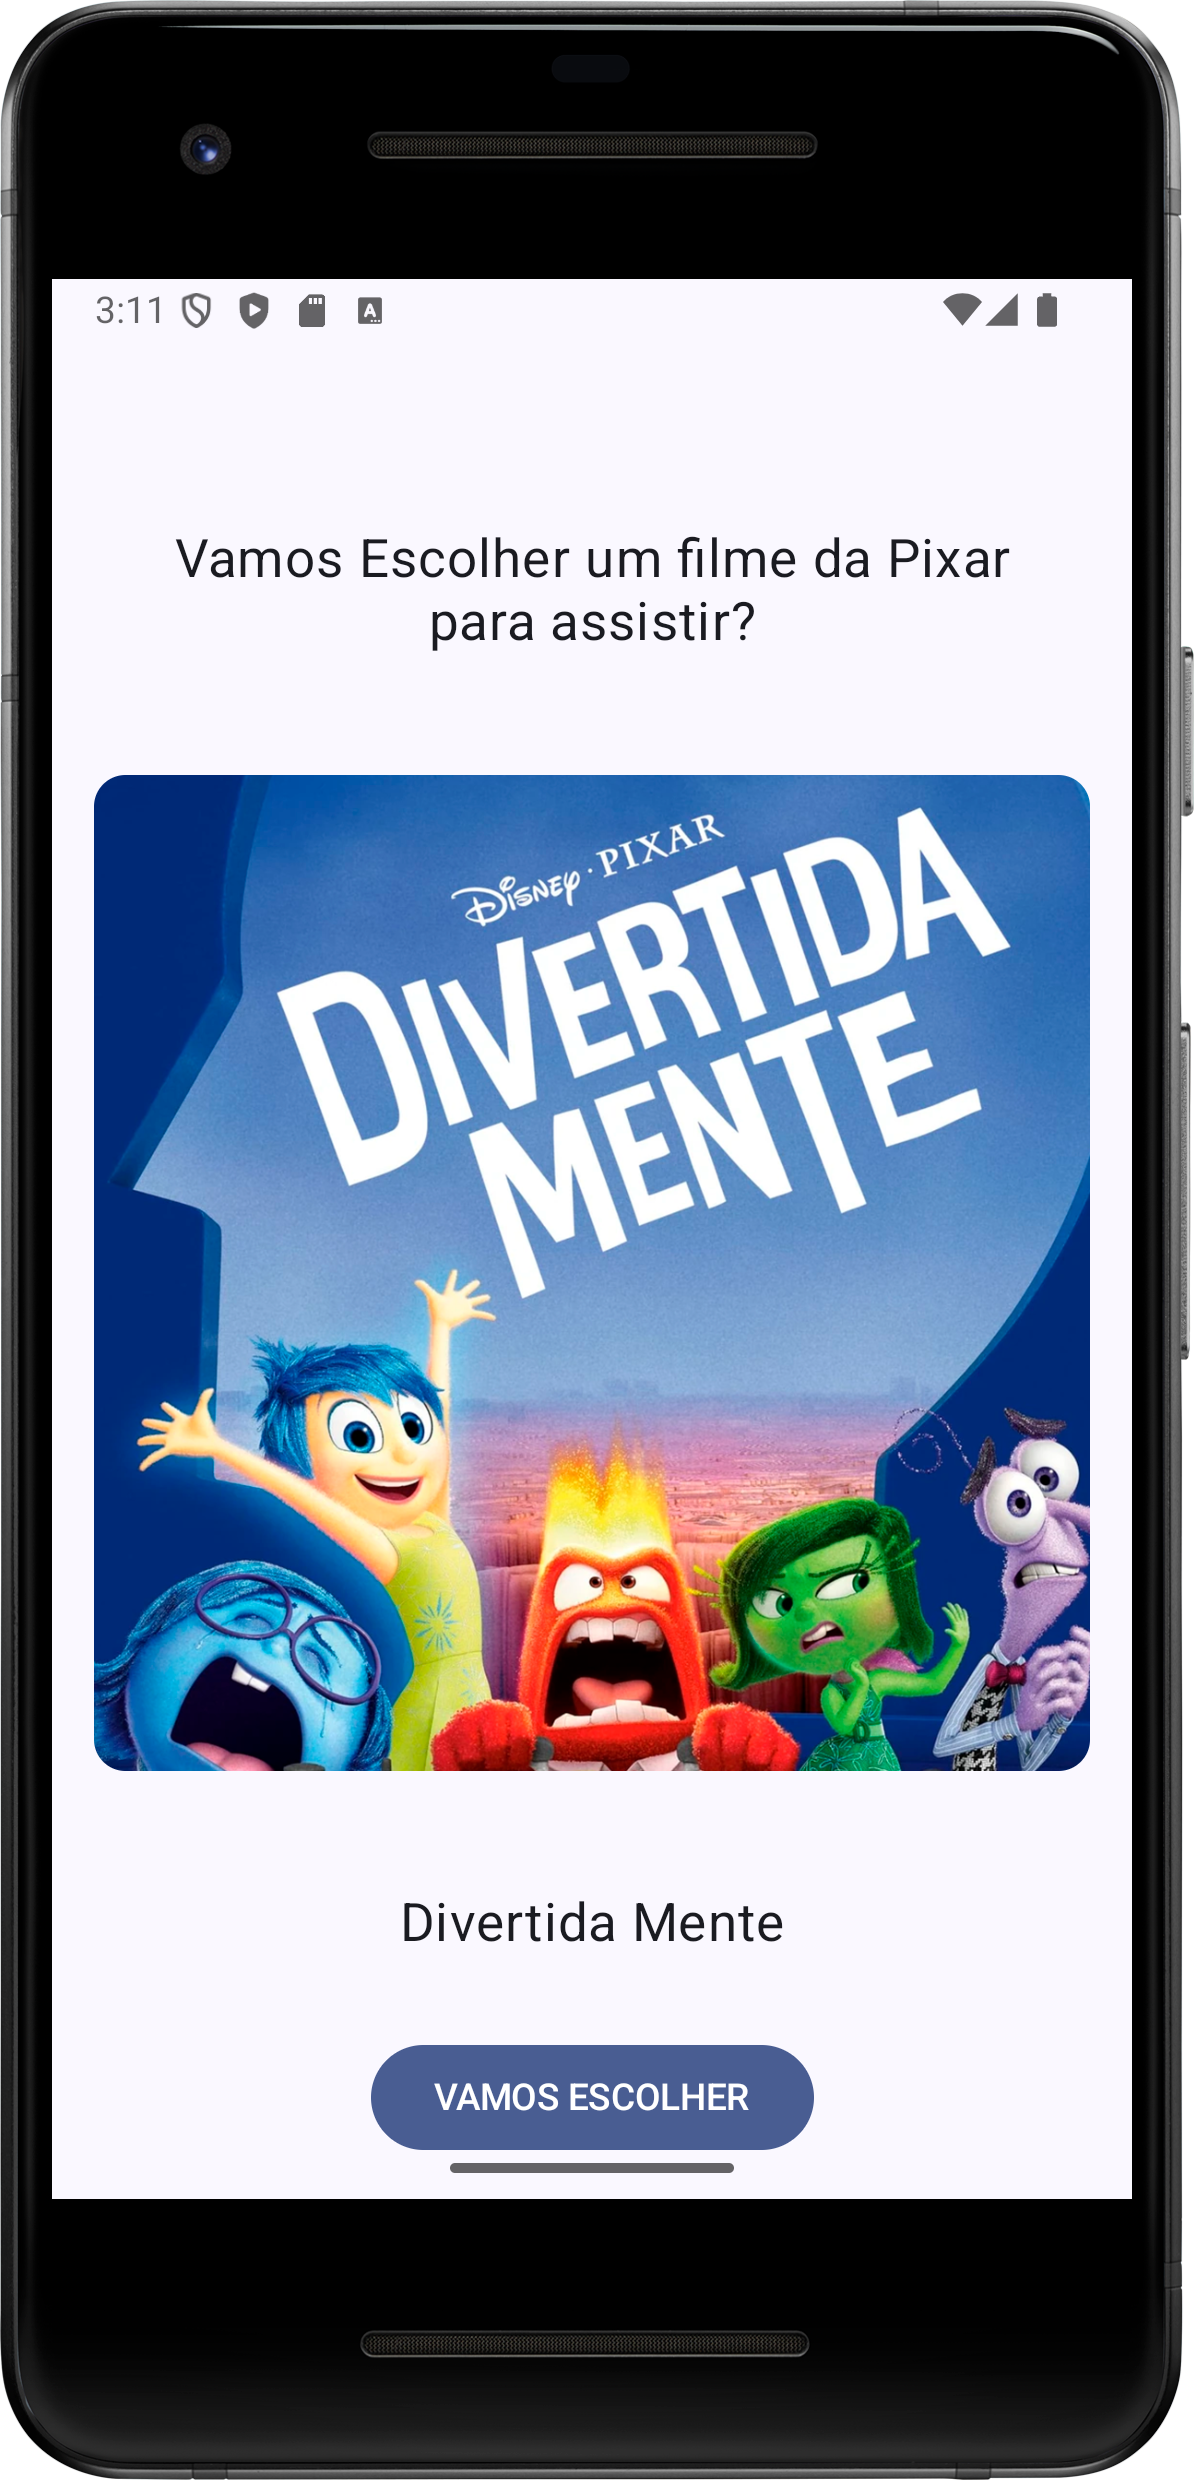 3:11
A
Vamos Escolher um filme da Pixar
para assistir?
DISNEY · PIXAR
DIVERTIDA
MENTE
Divertida Mente
VAMOS ESCOLHER